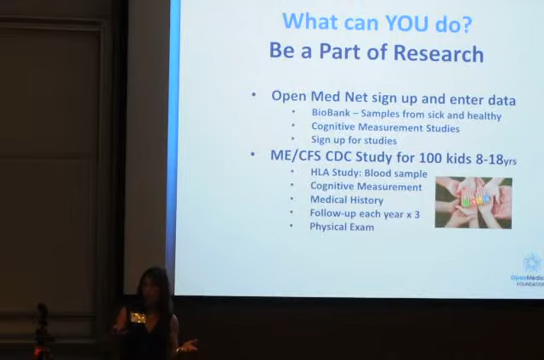 What can YOU do?
Be a Part of Research
• Open Med Net sign up and enter data
• BioBank – Samples from sick and healthy
• Cognitive Measurement Studies
• Sign up for studies
• ME/CFS CDC Study for 100 kids 8-18yrs
• HLA Study: Blood sample
• Cognitive Measurement
• Medical History
• Follow-up each year x 3
• Physical Exam